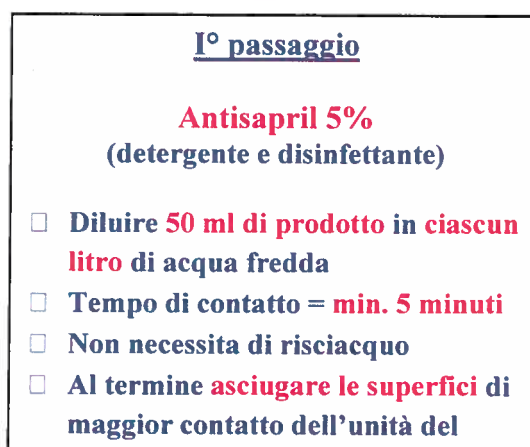 I° passaggio
Antisapril 5%
(detergente e disinfettante)
□ Diluire 50 ml di prodotto in ciascun
litro di acqua fredda
□ Tempo di contatto = min. 5 minuti
□ Non necessita di risciacquo
□ Al termine asciugare le superfici di
maggior contatto dell'unità del